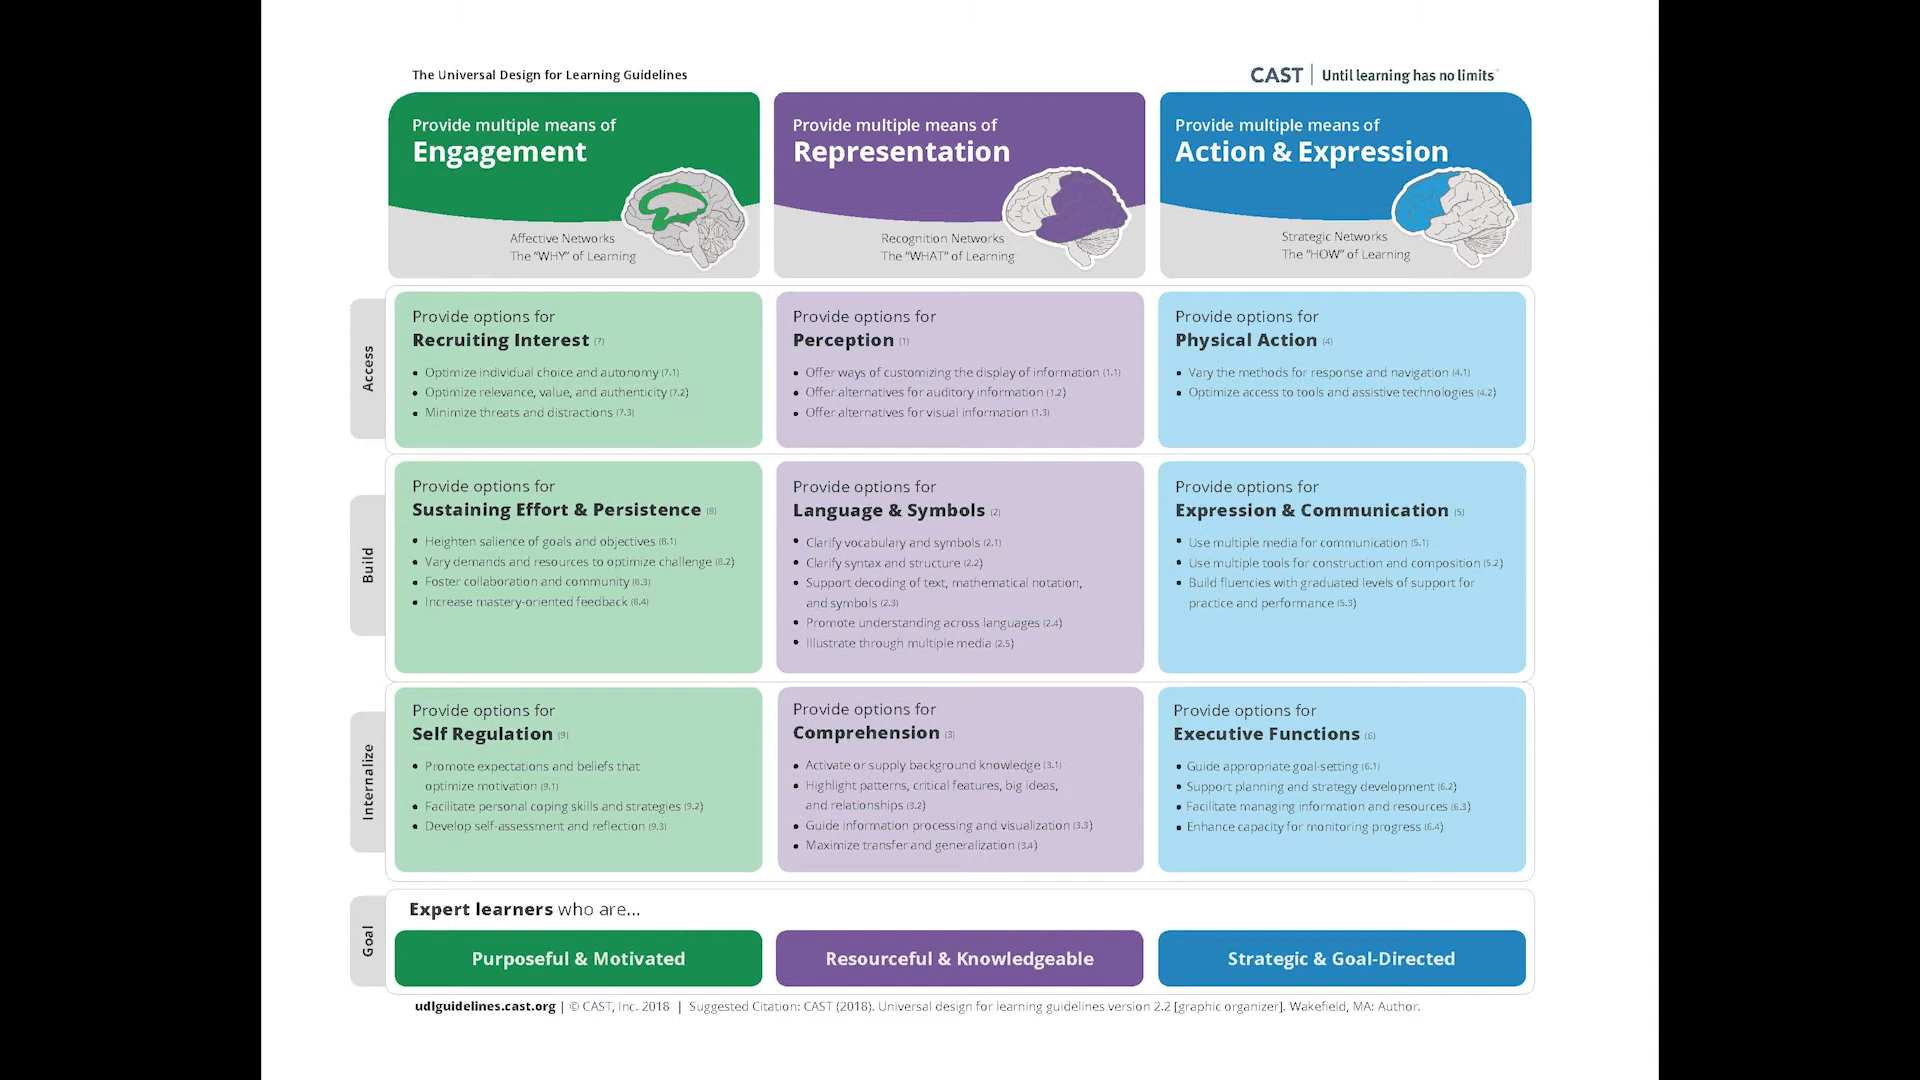 The Universal Design for Learning Guidelines
CAST | Until learning has no limits
Provide multiple means of
Engagement
Affective Networks
The “WHY” of Learning
Provide multiple means of
Representation
Recognition Networks
The “WHAT” of Learning
Provide multiple means of
Action & Expression
Strategic Networks
The “HOW” of Learning
Access
Provide options for
Recruiting Interest (7)
• Optimize individual choice and autonomy (7.1)
• Optimize relevance, value, and authenticity (7.2)
• Minimize threats and distractions (7.3)
Provide options for
Perception (1)
• Offer ways of customizing the display of information (1.1)
• Offer alternatives for auditory information (1.2)
• Offer alternatives for visual information (1.3)
Provide options for
Physical Action (4)
• Vary the methods for response and navigation (4.1)
• Optimize access to tools and assistive technologies (4.2)
Build
Provide options for
Sustaining Effort & Persistence (8)
• Heighten salience of goals and objectives (8.1)
• Vary demands and resources to optimize challenge (8.2)
• Foster collaboration and community (8.3)
• Increase mastery-oriented feedback (8.4)
Provide options for
Language & Symbols (2)
• Clarify vocabulary and symbols (2.1)
• Clarify syntax and structure (2.2)
• Support decoding of text, mathematical notation,
and symbols (2.3)
• Promote understanding across languages (2.4)
• Illustrate through multiple media (2.5)
Provide options for
Expression & Communication (5)
• Use multiple media for communication (5.1)
• Use multiple tools for construction and composition (5.2)
• Build fluencies with graduated levels of support for
practice and performance (5.3)
Internalize
Provide options for
Self Regulation (9)
• Promote expectations and beliefs that
optimize motivation (9.1)
• Facilitate personal coping skills and strategies (9.2)
• Develop self-assessment and reflection (9.3)
Provide options for
Comprehension (3)
• Activate or supply background knowledge (3.1)
• Highlight patterns, critical features, big ideas,
and relationships (3.2)
• Guide information processing and visualization (3.3)
• Maximize transfer and generalization (3.4)
Provide options for
Executive Functions (6)
• Guide appropriate goal-setting (6.1)
• Support planning and strategy development (6.2)
• Facilitate managing information and resources (6.3)
• Enhance capacity for monitoring progress (6.4)
Goal
Expert learners who are...
Purposeful & Motivated
Resourceful & Knowledgeable
Strategic & Goal-Directed
udlguidelines.cast.org | © CAST, Inc. 2018 | Suggested Citation: CAST (2018). Universal design for learning guidelines version 2.2 [graphic organizer]. Wakefield, MA: Author.